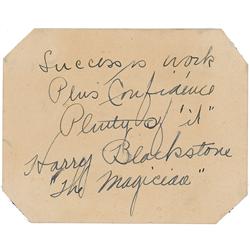 Success is work
Plus Confidence
Plenty of "it"
Harry Blackstone
"The Magician"